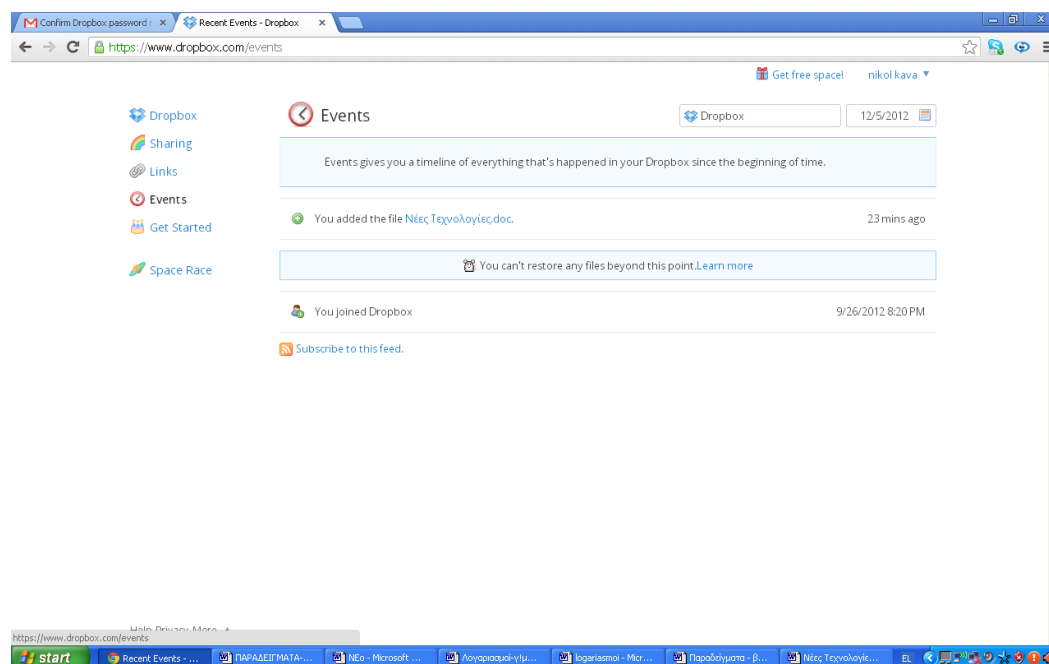 Confirm Dropbox password r
Recent Events - Dropbox
https://www.dropbox.com/events
Get free space!
nikol kava
Dropbox
Sharing
Links
Events
Get Started
Space Race
Events
Dropbox
12/5/2012
Events gives you a timeline of everything that's happened in your Dropbox since the beginning of time.
You added the file Νέες Τεχνολογίες.doc.
23 mins ago
You can't restore any files beyond this point.Learn more
You joined Dropbox
9/26/2012 8:20 PM
Subscribe to this feed.
Help Privacy More
https://www.dropbox.com/events
start
Recent Events - ...
ΠΑΡΑΔΕΙΓΜΑΤΑ-...
ΝΕο - Microsoft ...
Λογαριασμοί-γ!μ...
logariasmoi - Micr...
Παραδείγματα - β...
Νέες Τεχνολογίε...
EL